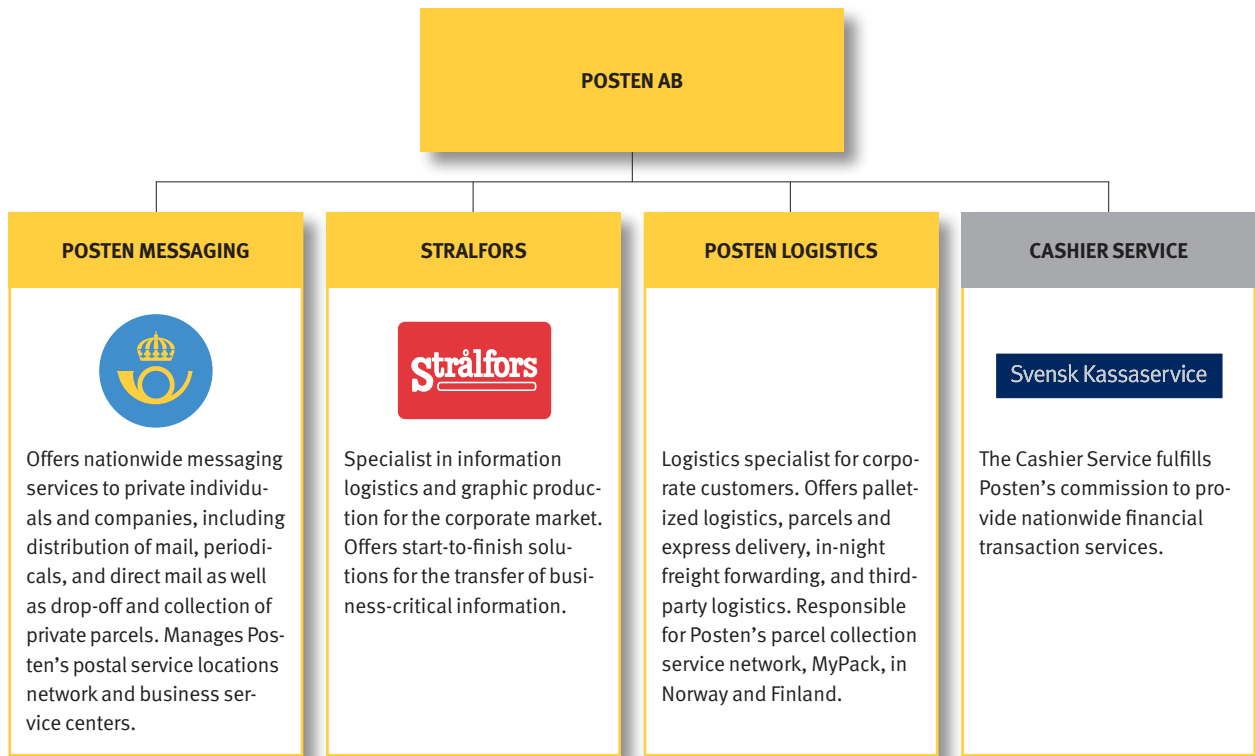 POSTEN AB
POSTEN MESSAGING
Offers nationwide messaging
services to private individu-
als and companies, including
distribution of mail, periodi-
cals, and direct mail as well
as drop-off and collection of
private parcels. Manages Pos-
ten’s postal service locations
network and business ser-
vice centers.
STRALFORS
Strålfors
Specialist in information
logistics and graphic produc-
tion for the corporate market.
Offers start-to-finish solu-
tions for the transfer of busi-
ness-critical information.
POSTEN LOGISTICS
Logistics specialist for corpo-
rate customers. Offers pallet-
ized logistics, parcels and
express delivery, in-night
freight forwarding, and third-
party logistics. Responsible
for Posten’s parcel collection
service network, MyPack, in
Norway and Finland.
CASHIER SERVICE
Svensk Kassaservice
The Cashier Service fulfills
Posten’s commission to pro-
vide nationwide financial
transaction services.